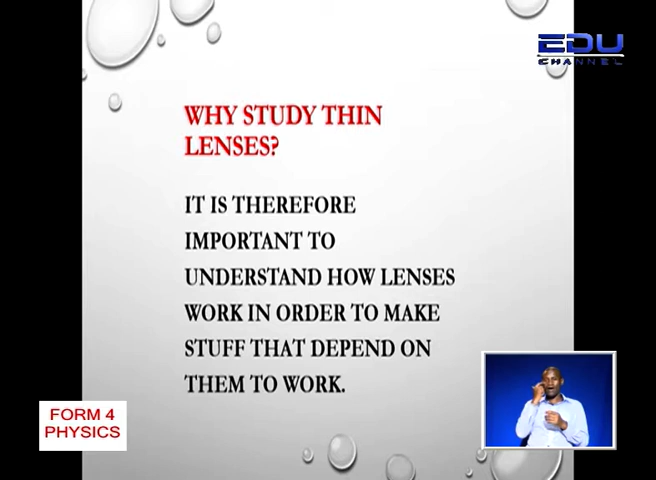 EDU
CHANNEL
WHY STUDY THIN
LENSES?
IT IS THEREFORE
IMPORTANT TO
UNDERSTAND HOW LENSES
WORK IN ORDER TO MAKE
STUFF THAT DEPEND ON
THEM TO WORK.
FORM 4
PHYSICS